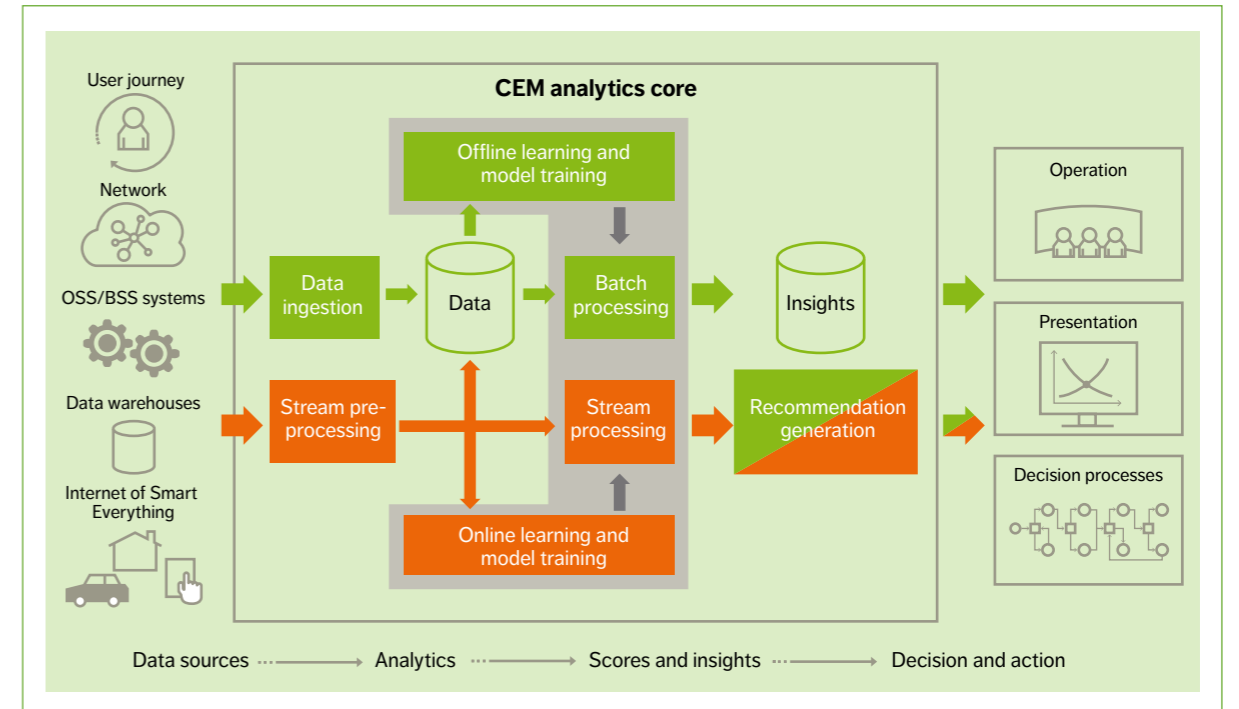 User journey
Network
OSS/BSS systems
Data warehouses
Internet of Smart
Everything
CEM analytics core
Offline learning and
model training
Data
ingestion
Data
Batch
processing
Insights
Stream pre-
processing
Stream
processing
Recommendation
generation
Online learning and
model training
Operation
Presentation
Decision processes
Data sources
Analytics
Scores and insights
Decision and action